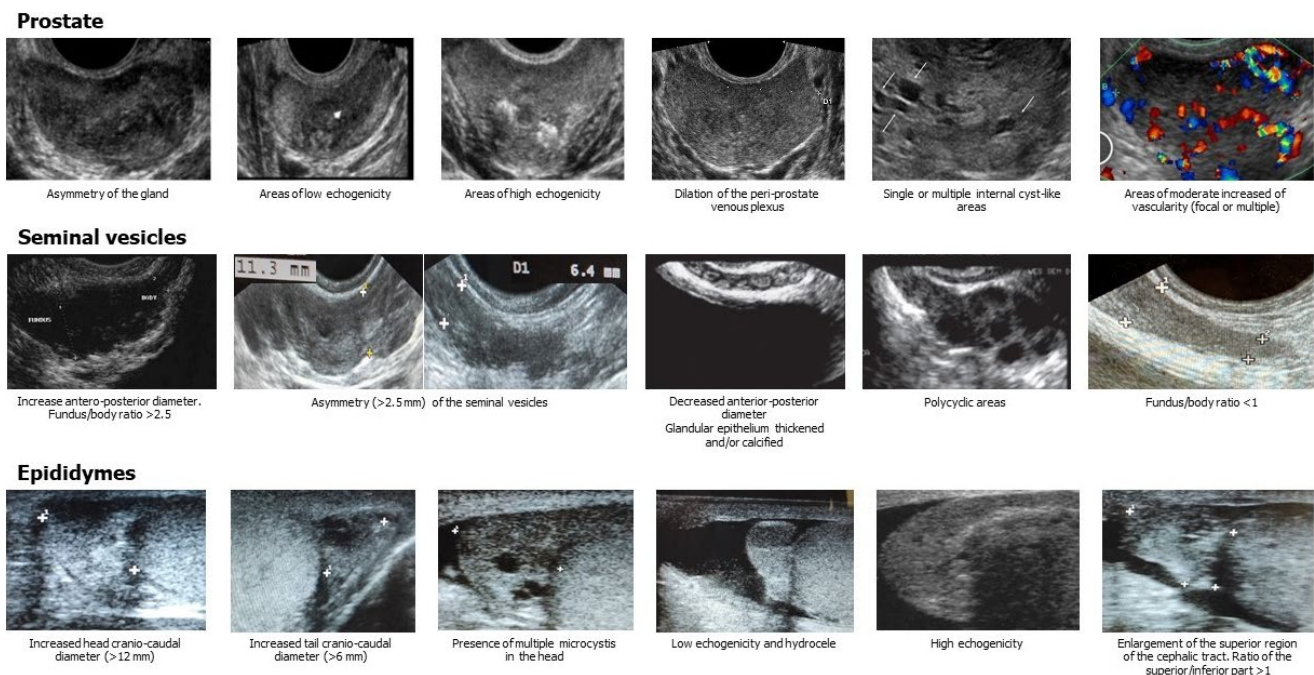 Prostate
D1
Asymmetry of the gland
Areas of low echogenicity
Areas of high echogenicity
Dilation of the peri-prostate
venous plexus
Single or multiple internal cyst-like
areas
Areas of moderate increased of
vascularity (focal or multiple)
Seminal vesicles
BODY
FUNDUS
11.3 mm
D1 6.4 mm
Increase antero-posterior diameter.
Fundus/body ratio >2.5
Asymmetry (>2.5 mm) of the seminal vesicles
Decreased anterior-posterior
diameter
Glandular epithelium thickened
and/or calcified
Polycyclic areas
Fundus/body ratio <1
Epididymes
Increased head cranio-caudal
diameter (>12 mm)
Increased tail cranio-caudal
diameter (>6 mm)
Presence of multiple microcystis
in the head
Low echogenicity and hydrocele
High echogenicity
Enlargement of the superior region
of the cephalic tract. Ratio of the
superior/inferior part >1